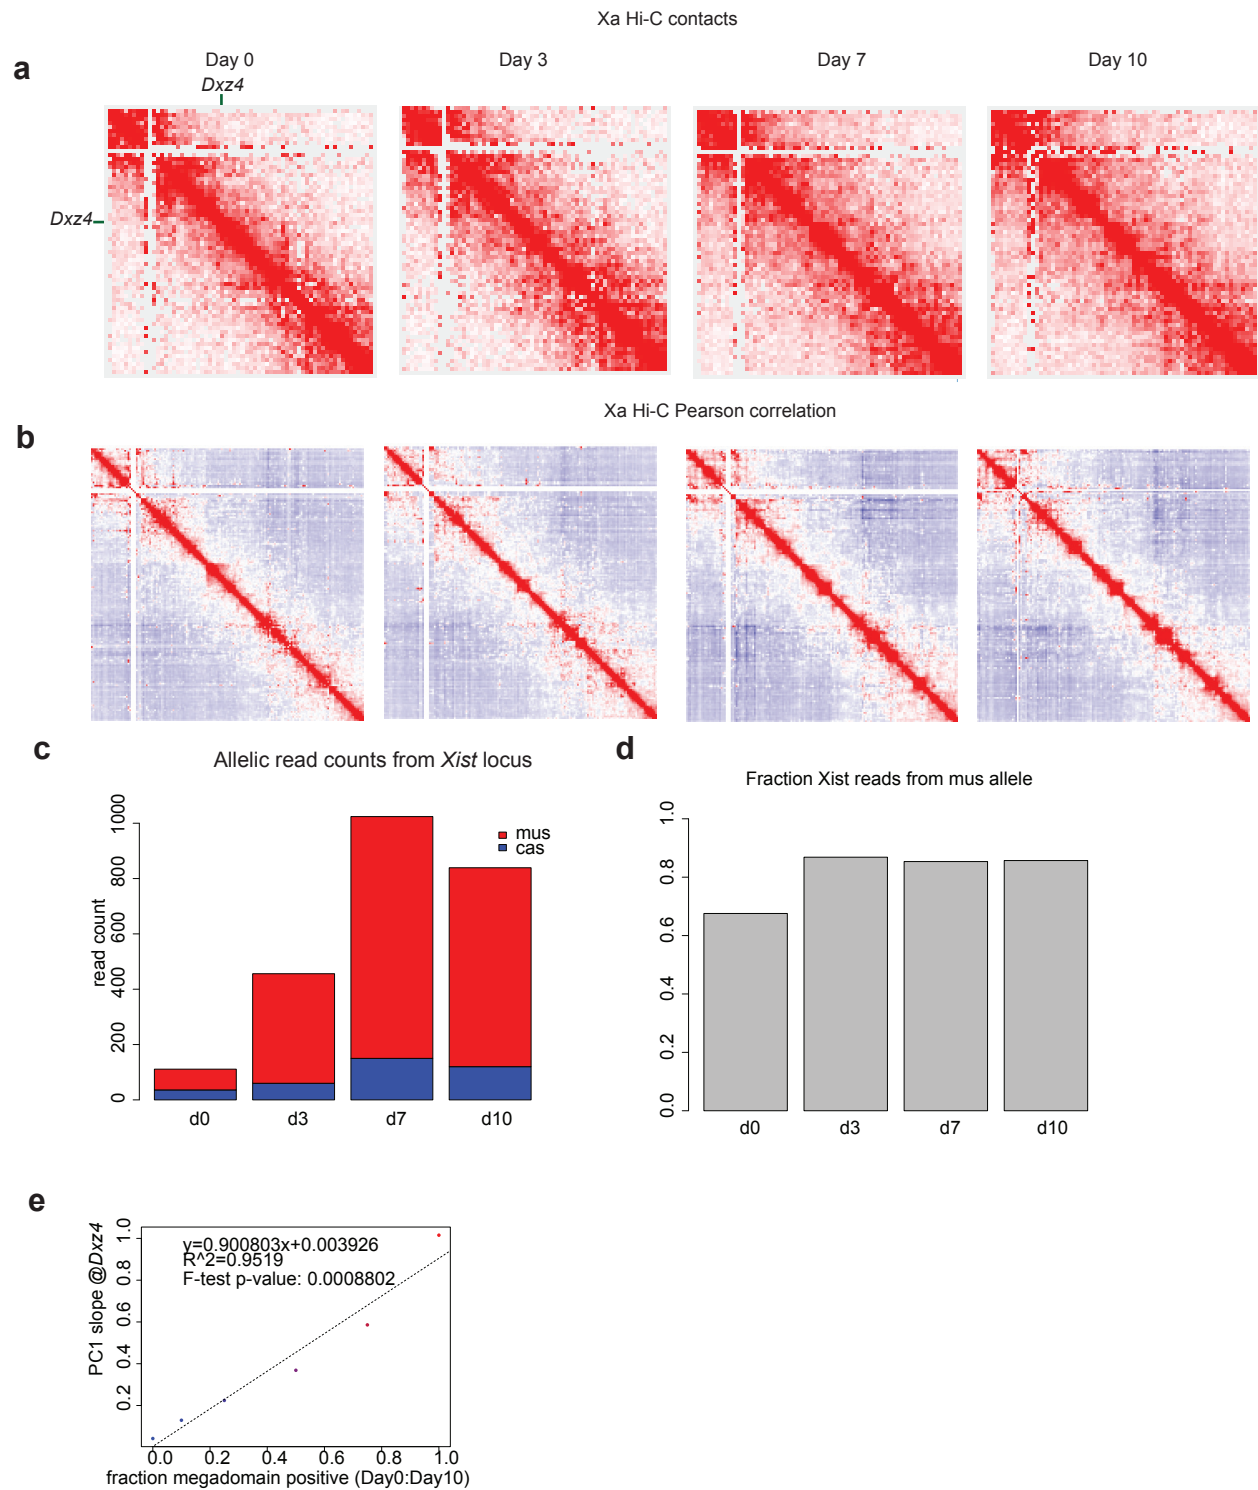 Xa Hi-C contacts
a
Day 0
Day 3
Day 7
Day 10
Dxz4
Dxz4
Xa Hi-C Pearson correlation
b
c
Allelic read counts from Xist locus
read count
0
200
400
600
800
1000
mus
cas
d0
d3
d7
d10
d
Fraction Xist reads from mus allele
0.0
0.2
0.4
0.6
0.8
1.0
d0
d3
d7
d10
e
PC1 slope @Dxz4
0.2
0.4
0.6
0.8
1.0
y=0.900803x+0.003926
R^2=0.9519
F-test p-value: 0.0008802
0.0
0.2
0.4
0.6
0.8
1.0
fraction megadomain positive (Day0:Day10)